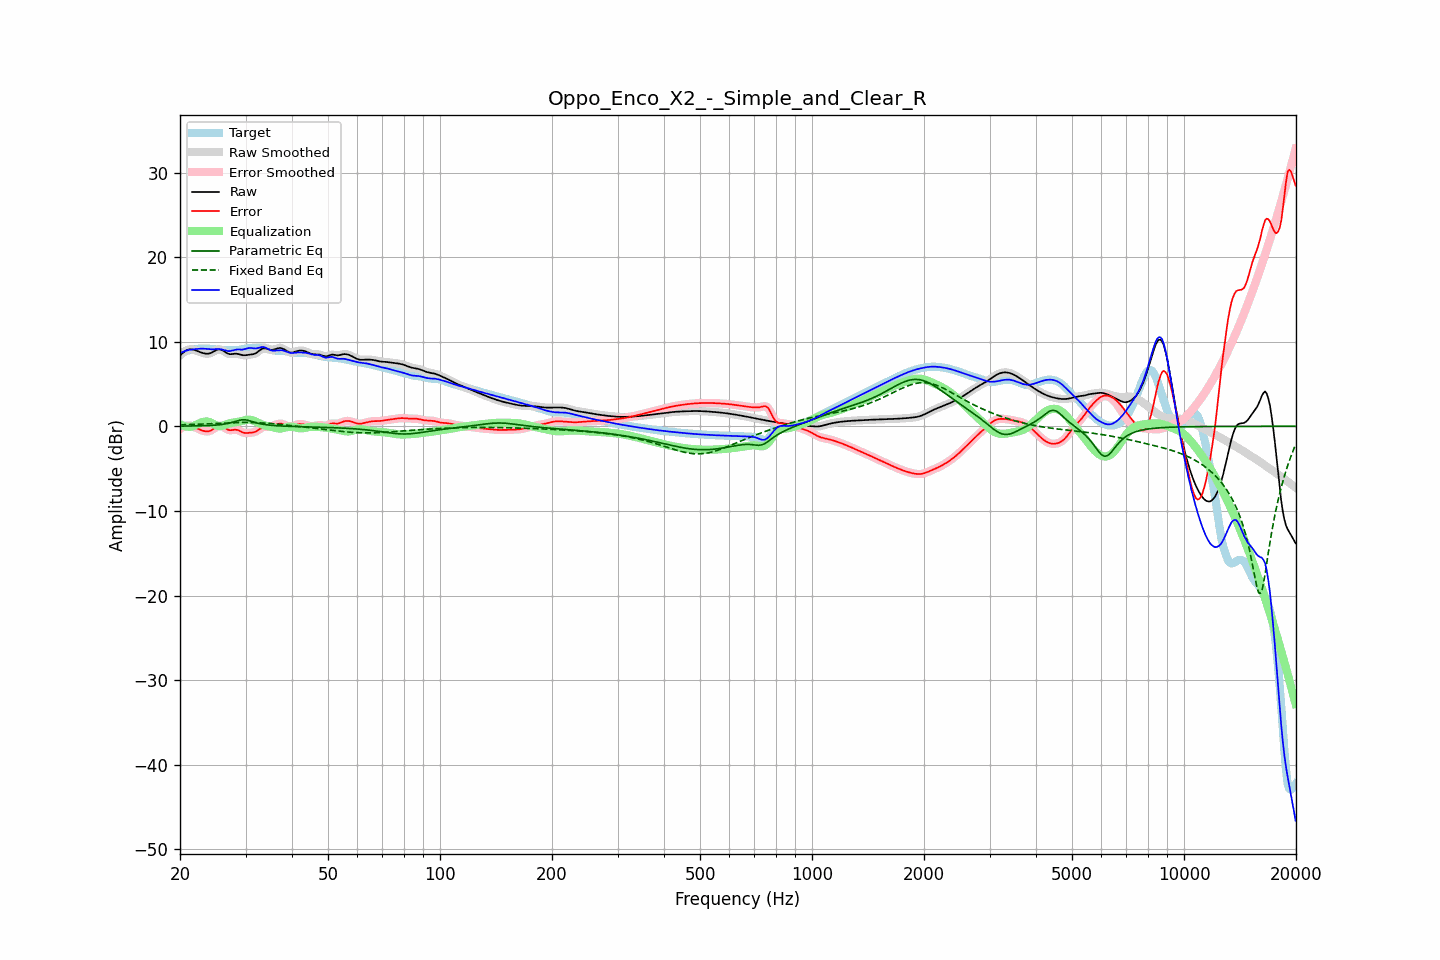 Oppo_Enco_X2_-_Simple_and_Clear_R
Target
Raw Smoothed
Error Smoothed
Raw
Error
Equalization
Parametric Eq
Fixed Band Eq
Equalized
30
20
10
0
−10
−20
−30
−40
−50
Amplitude (dBr)
20
50
100
200
500
1000
2000
5000
10000
20000
Frequency (Hz)